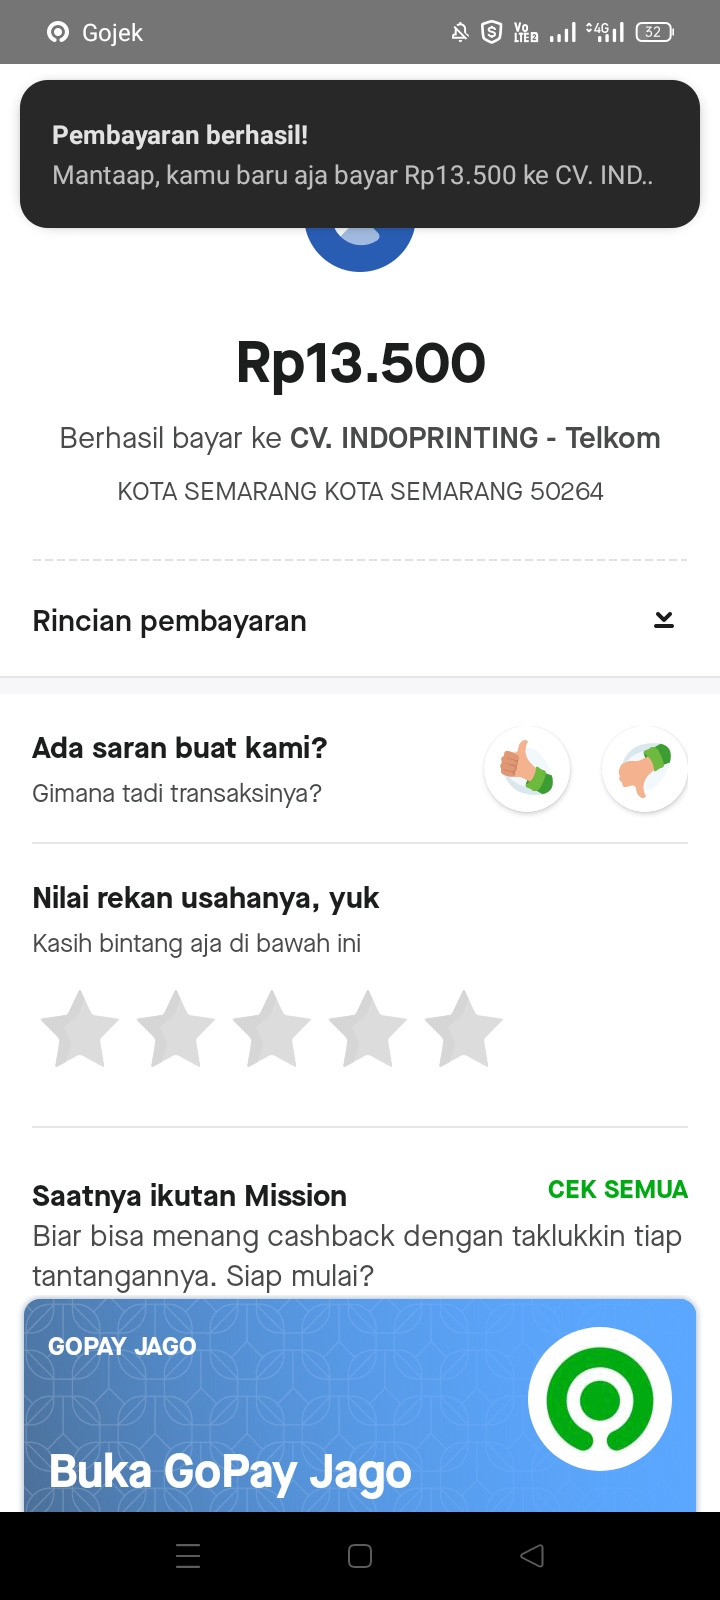 Gojek
Vo LTE2 4G 32
Pembayaran berhasil!
Mantaap, kamu baru aja bayar Rp13.500 ke CV. IND..
Rp13.500
Berhasil bayar ke CV. INDOPRINTING - Telkom
KOTA SEMARANG KOTA SEMARANG 50264
Rincian pembayaran
Ada saran buat kami?
Gimana tadi transaksinya?
Nilai rekan usahanya, yuk
Kasih bintang aja di bawah ini
Saatnya ikutan Mission
CEK SEMUA
Biar bisa menang cashback dengan taklukkin tiap
tantangannya. Siap mulai?
GOPAY JAGO
Buka GoPay Jago